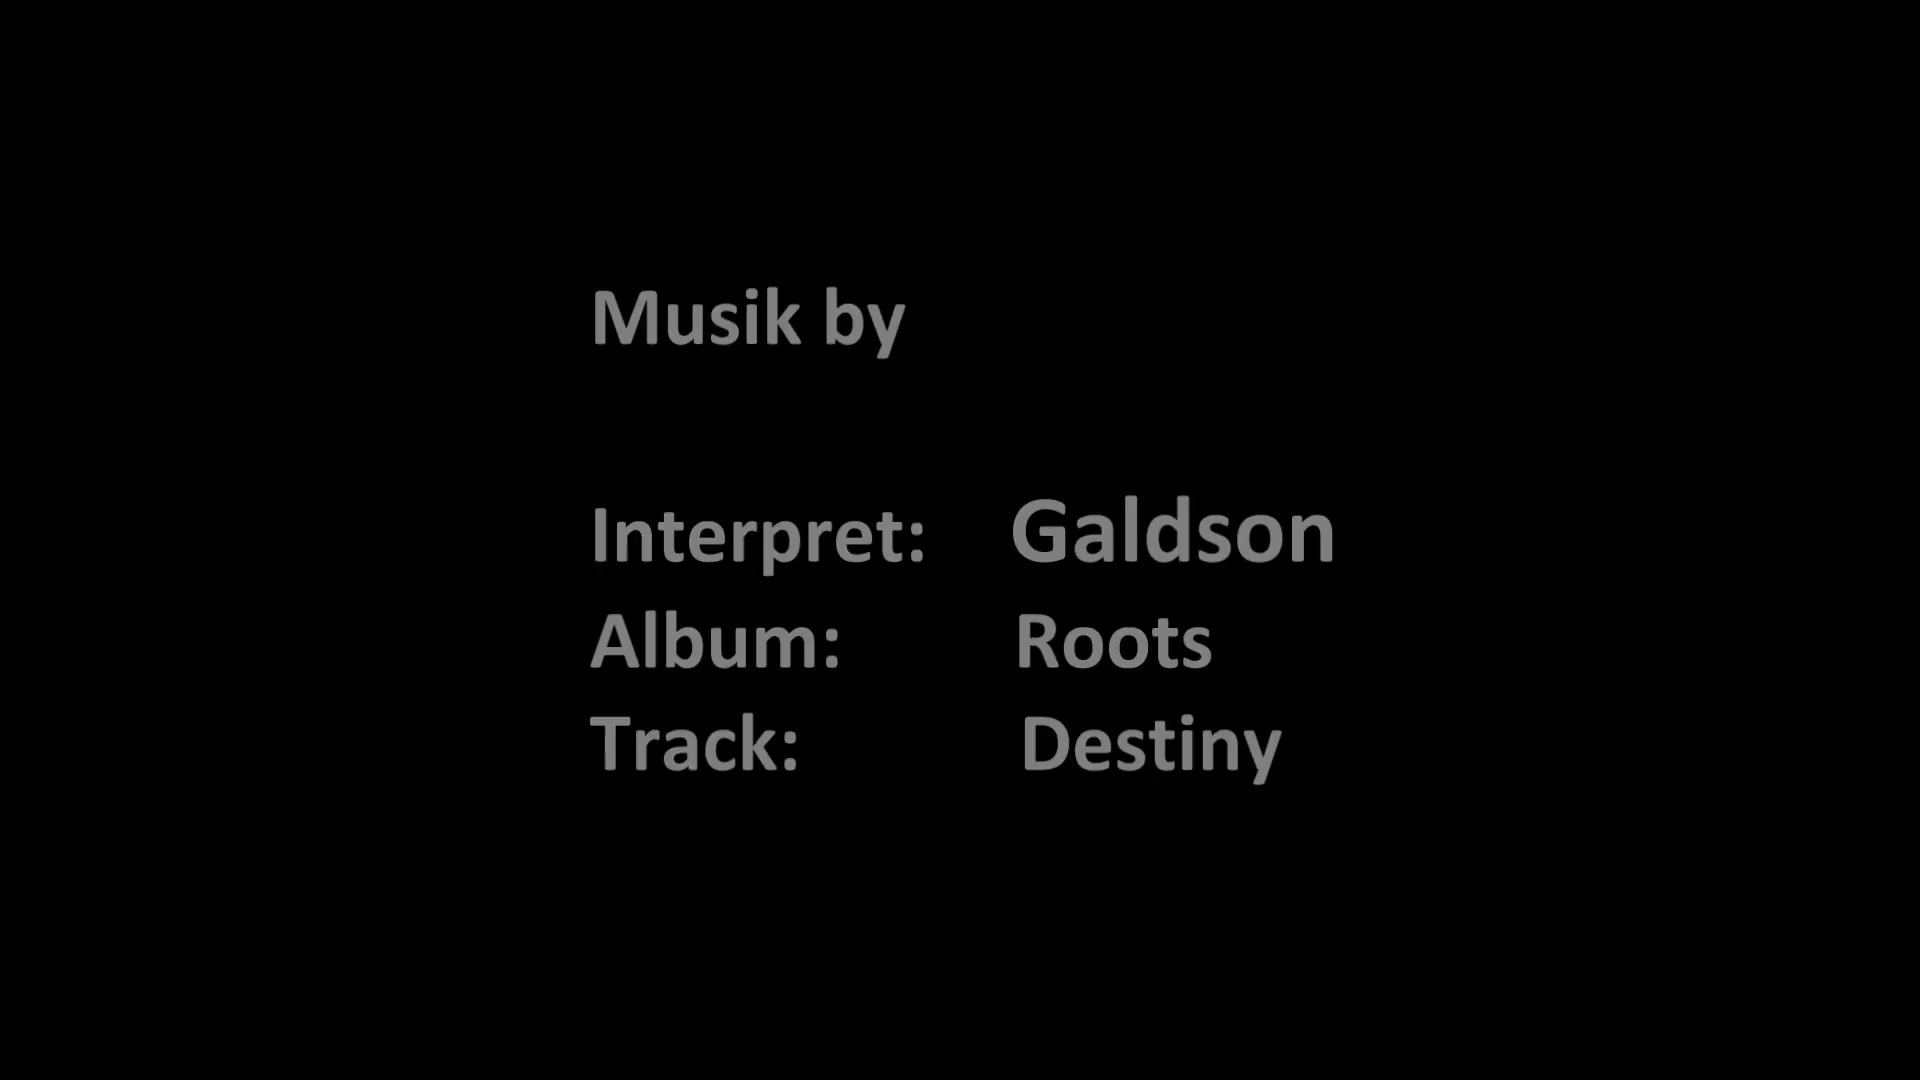 Musik by
Interpret: Galdson
Album: Roots
Track: Destiny